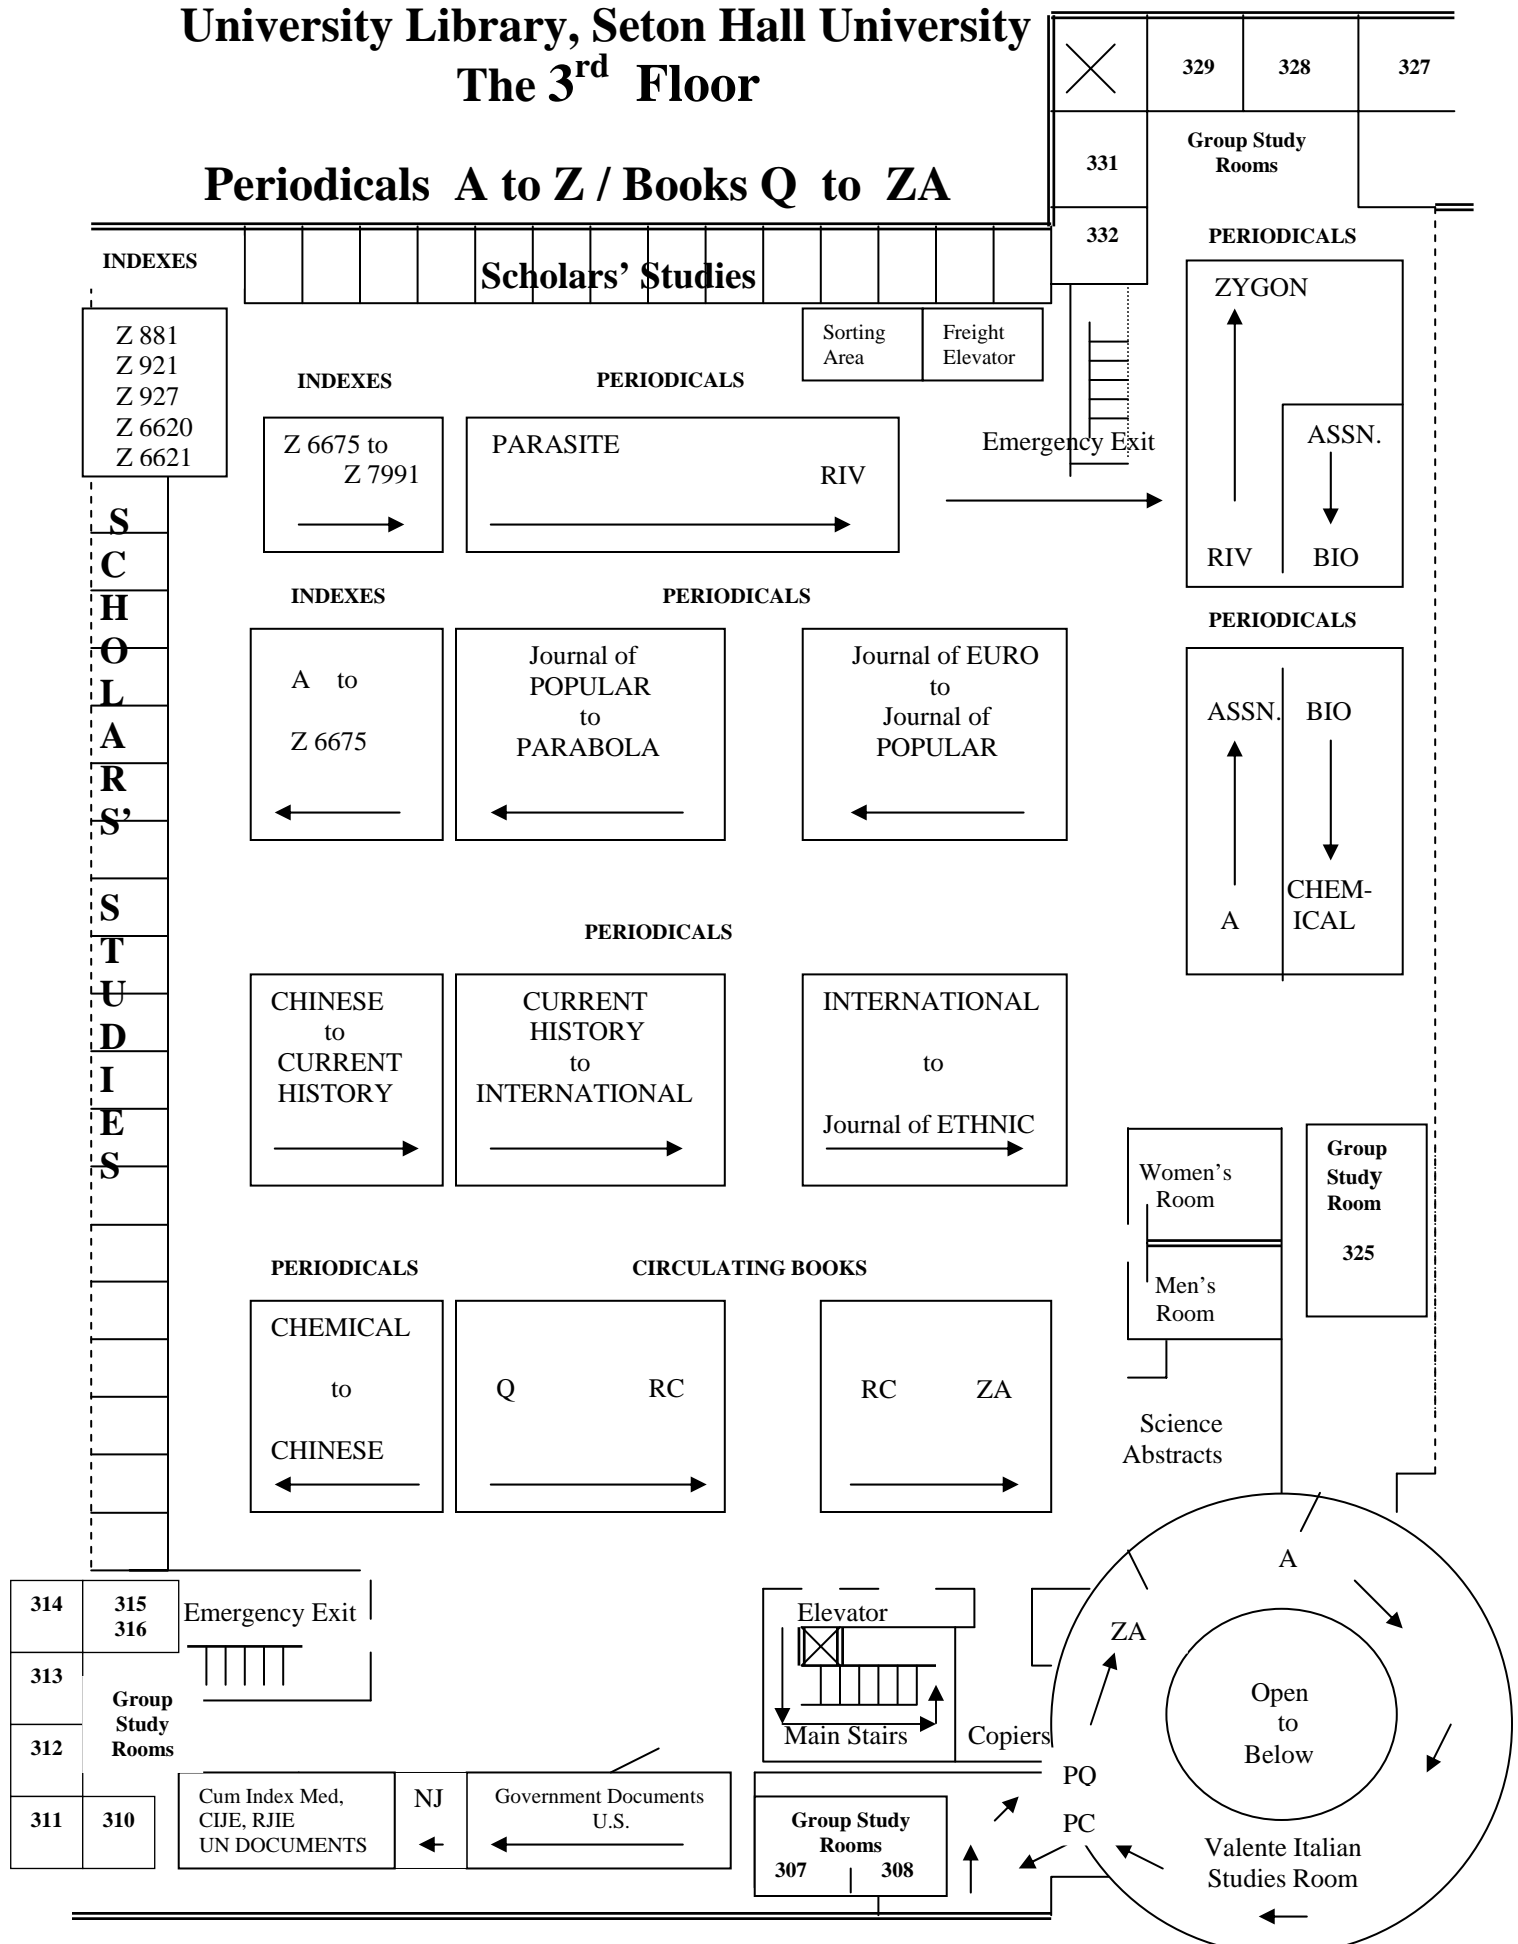 University Library, Seton Hall University
The 3rd Floor
Periodicals A to Z / Books Q to ZA
329
328
327
331
Group Study
Rooms
332
PERIODICALS
INDEXES
Scholars’ Studies
ZYGON
ASSN.
RIV
BIO
Z 881
Z 921
Z 927
Z 6620
Z 6621
Sorting
Area
Freight
Elevator
INDEXES
PERIODICALS
Z 6675 to
Z 7991
PARASITE
RIV
Emergency Exit
SCHOLARS’ STUDIES
INDEXES
PERIODICALS
PERIODICALS
A to
Z 6675
Journal of
POPULAR
to
PARABOLA
Journal of EURO
to
Journal of
POPULAR
ASSN.
BIO
A
CHEM-
ICAL
PERIODICALS
CHINESE
to
CURRENT
HISTORY
CURRENT
HISTORY
to
INTERNATIONAL
INTERNATIONAL
to
Journal of ETHNIC
Women’s
Room
Group
Study
Room
325
Men’s
Room
PERIODICALS
CIRCULATING BOOKS
CHEMICAL
to
CHINESE
Q RC
RC ZA
Science
Abstracts
314
315
316
Emergency Exit
313
Group
Study
Rooms
312
311
310
Elevator
Main Stairs
Copiers
A
ZA
Open
to
Below
PQ
PC
Valente Italian
Studies Room
Cum Index Med,
CIJE, RJIE
UN DOCUMENTS
NJ
Government Documents
U.S.
Group Study
Rooms
307
308